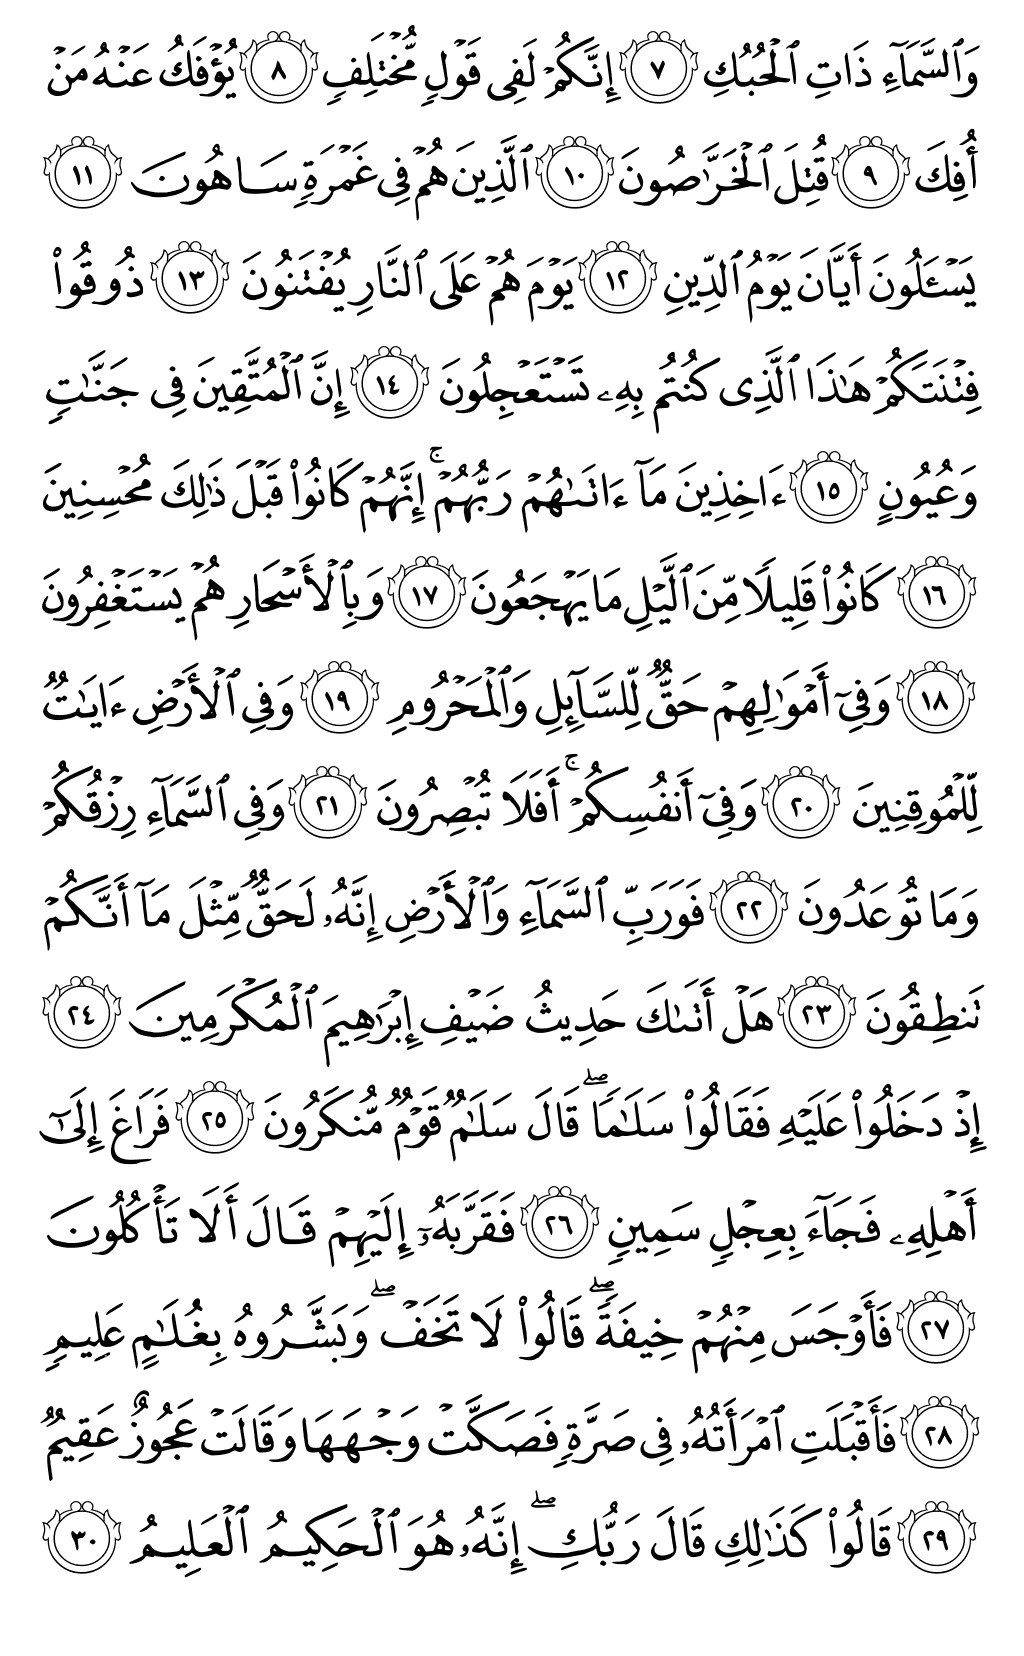 وَٱلسَّمَآءِ ذَاتِ ٱلْحُبُكِ ٧ إِنَّكُمْ لَفِى قَوْلٍ مُّخْتَلِفٍ ٨ يُؤْفَكُ عَنْهُ مَنْ
أُفِكَ ٩ قُتِلَ ٱلْخَرَّٰصُونَ ١٠ ٱلَّذِينَ هُمْ فِى غَمْرَةٍ سَاهُونَ ١١
يَسْـَٔلُونَ أَيَّانَ يَوْمُ ٱلدِّينِ ١٢ يَوْمَ هُمْ عَلَى ٱلنَّارِ يُفْتَنُونَ ١٣ ذُوقُوا۟
فِتْنَتَكُمْ هَـٰذَا ٱلَّذِى كُنتُم بِهِۦ تَسْتَعْجِلُونَ ١٤ إِنَّ ٱلْمُتَّقِينَ فِى جَنَّـٰتٍ
وَعُيُونٍ ١٥ ءَاخِذِينَ مَآ ءَاتَىٰهُمْ رَبُّهُمْ ۚ إِنَّهُمْ كَانُوا۟ قَبْلَ ذَٰلِكَ مُحْسِنِينَ
١٦ كَانُوا۟ قَلِيلًا مِّنَ ٱلَّيْلِ مَا يَهْجَعُونَ ١٧ وَبِٱلْأَسْحَارِ هُمْ يَسْتَغْفِرُونَ
١٨ وَفِىٓ أَمْوَٰلِهِمْ حَقٌّ لِّلسَّآئِلِ وَٱلْمَحْرُومِ ١٩ وَفِى ٱلْأَرْضِ ءَايَـٰتٌ
لِّلْمُوقِنِينَ ٢٠ وَفِىٓ أَنفُسِكُمْ ۚ أَفَلَا تُبْصِرُونَ ٢١ وَفِى ٱلسَّمَآءِ رِزْقُكُمْ
وَمَا تُوعَدُونَ ٢٢ فَوَرَبِّ ٱلسَّمَآءِ وَٱلْأَرْضِ إِنَّهُۥ لَحَقٌّ مِّثْلَ مَآ أَنَّكُمْ
تَنطِقُونَ ٢٣ هَلْ أَتَىٰكَ حَدِيثُ ضَيْفِ إِبْرَٰهِيمَ ٱلْمُكْرَمِينَ ٢٤
إِذْ دَخَلُوا۟ عَلَيْهِ فَقَالُوا۟ سَلَـٰمًا ۖ قَالَ سَلَـٰمٌ قَوْمٌ مُّنكَرُونَ ٢٥ فَرَاغَ إِلَىٰٓ
أَهْلِهِۦ فَجَآءَ بِعِجْلٍ سَمِينٍ ٢٦ فَقَرَّبَهُۥٓ إِلَيْهِمْ قَالَ أَلَا تَأْكُلُونَ
٢٧ فَأَوْجَسَ مِنْهُمْ خِيفَةً ۖ قَالُوا۟ لَا تَخَفْ ۖ وَبَشَّرُوهُ بِغُلَـٰمٍ عَلِيمٍ
٢٨ فَأَقْبَلَتِ ٱمْرَأَتُهُۥ فِى صَرَّةٍ فَصَكَّتْ وَجْهَهَا وَقَالَتْ عَجُوزٌ عَقِيمٌ
٢٩ قَالُوا۟ كَذَٰلِكِ قَالَ رَبُّكِ ۖ إِنَّهُۥ هُوَ ٱلْحَكِيمُ ٱلْعَلِيمُ ٣٠